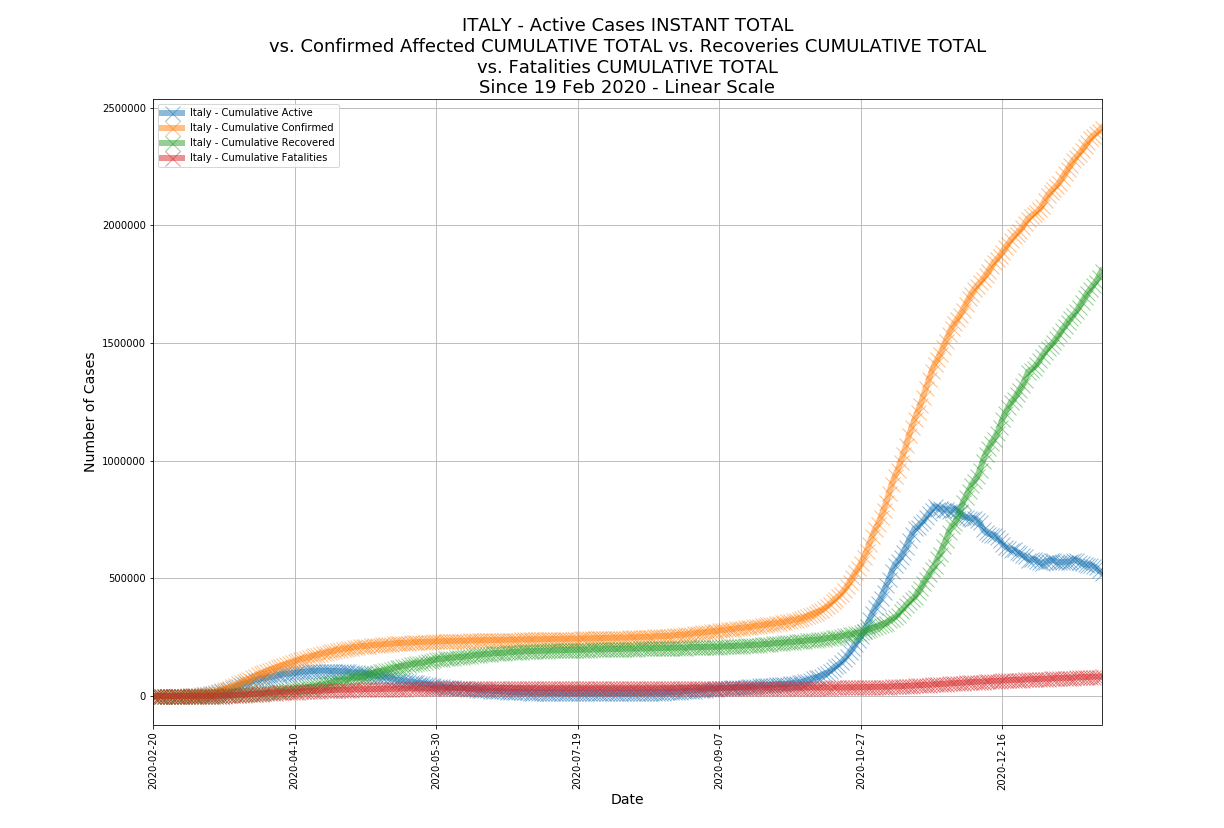 ITALY - Active Cases INSTANT TOTAL
vs. Confirmed Affected CUMULATIVE TOTAL vs. Recoveries CUMULATIVE TOTAL
vs. Fatalities CUMULATIVE TOTAL
Since 19 Feb 2020 - Linear Scale
Italy - Cumulative Active
Italy - Cumulative Confirmed
Italy - Cumulative Recovered
Italy - Cumulative Fatalities
Number of Cases
2500000
2000000
1500000
1000000
500000
0
2020-02-20
2020-04-10
2020-05-30
2020-07-19
2020-09-07
2020-10-27
2020-12-16
Date